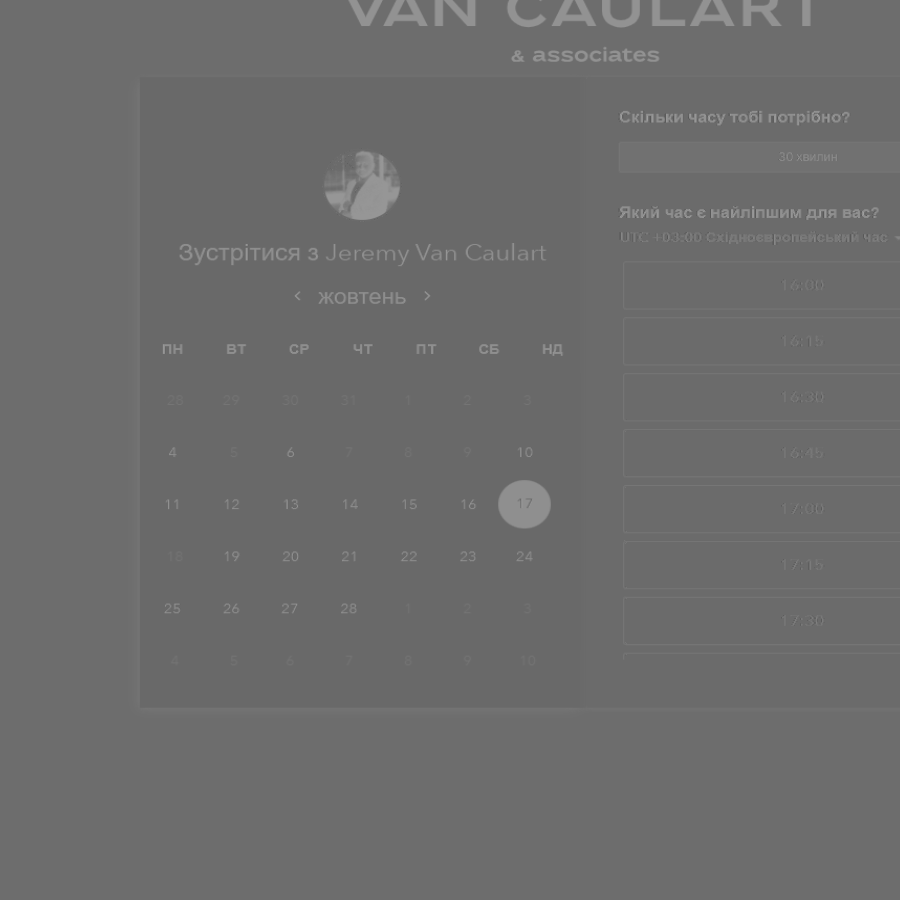 VAN CAULART
& associates
Зустрітися з Jeremy Van Caulart
< жовтень >
ПН ВТ СР ЧТ ПТ СБ НД
28 29 30 31 1 2 3
4 5 6 7 8 9 10
11 12 13 14 15 16 17
18 19 20 21 22 23 24
25 26 27 28 1 2 3
4 5 6 7 8 9 10
Скільки часу тобі потрібно?
30 хвилин
Який час є найліпшим для вас?
UTC +03:00 Східноєвропейський час
16:00
16:15
16:30
16:45
17:00
17:15
17:30